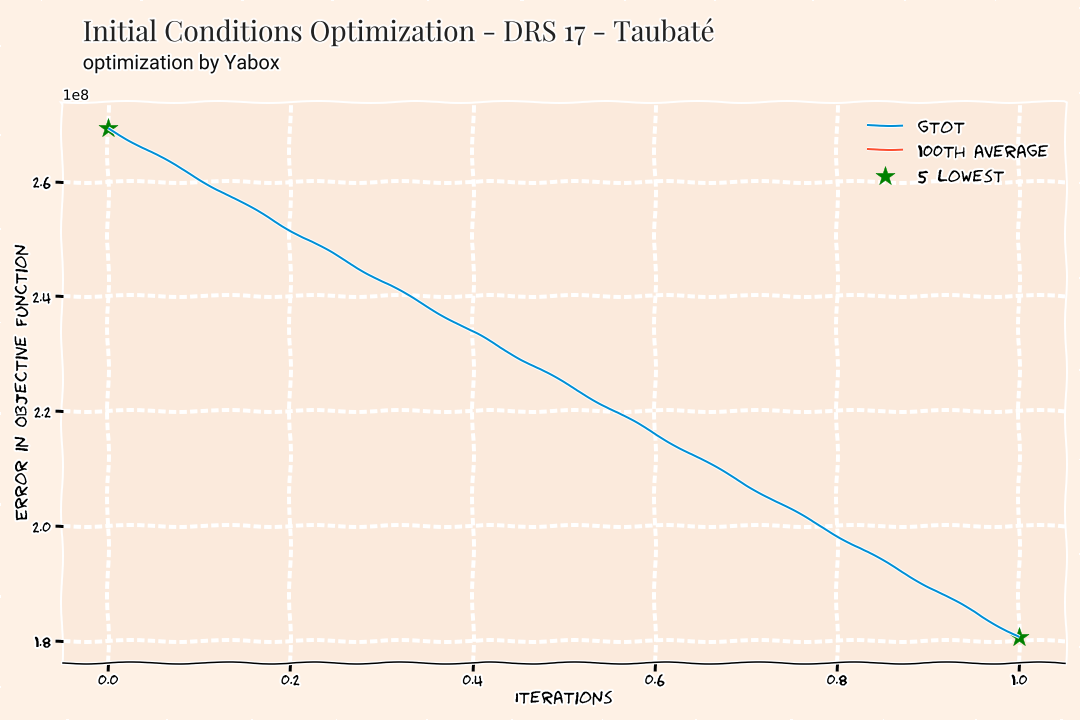 Initial Conditions Optimization - DRS 17 - Taubaté
optimization by Yabox
1e8
GTOT
100TH AVERAGE
5 LOWEST
2.6
2.4
2.2
2.0
1.8
ERROR IN OBJECTIVE FUNCTION
0.0 0.2 0.4 0.6 0.8 1.0
ITERATIONS